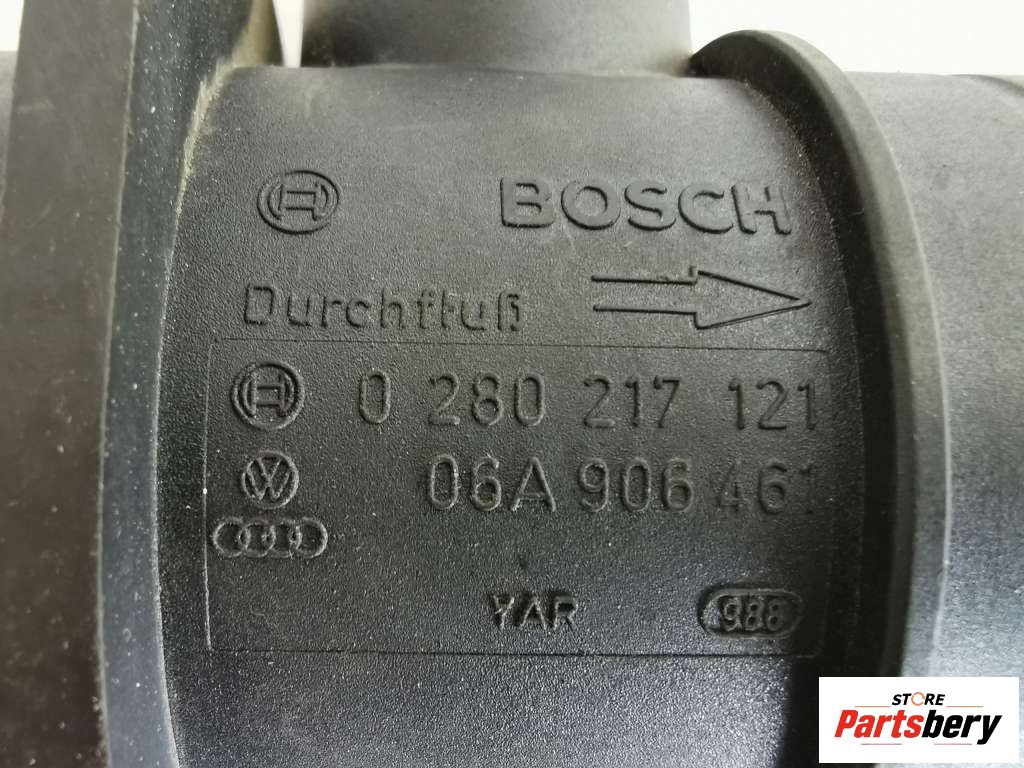 BOSCH
Durchfluß
0 280 217 121
06A 906 461
YAR 988
STORE
Partsbery